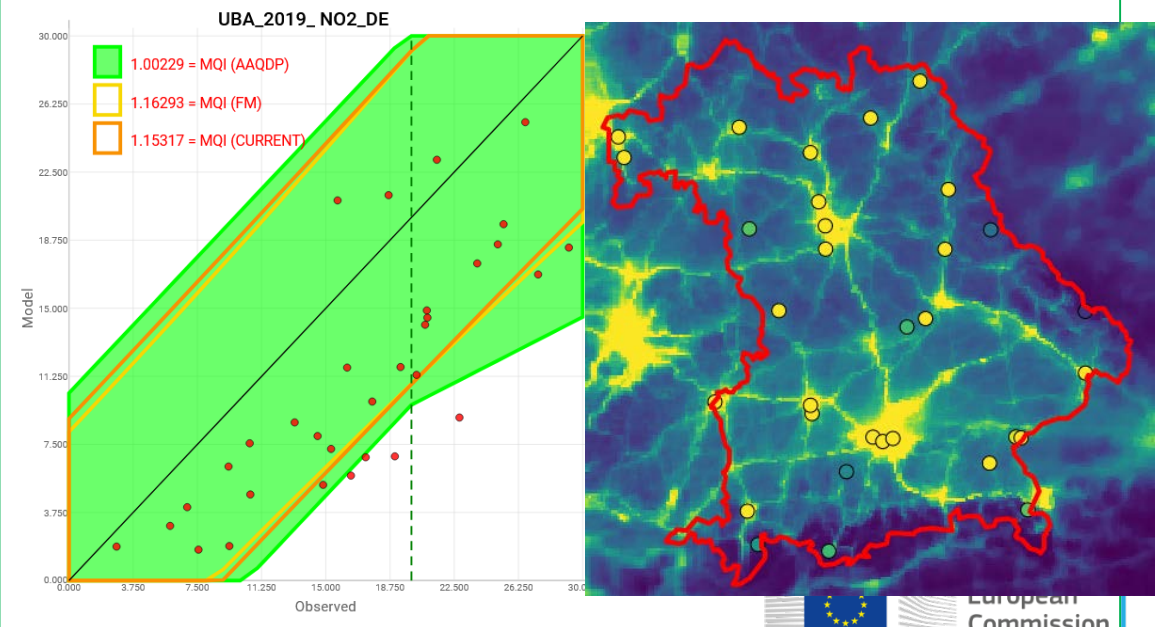 UBA_2019_ NO2_DE
30.000
26.250
22.500
18.750
15.000
11.250
7.500
3.750
0.000
Model
1.00229 = MQI (AAQDP)
1.16293 = MQI (FM)
1.15317 = MQI (CURRENT)
0.000 3.750 7.500 11.250 15.000 18.750 22.500 26.250 30.0
Observed
European
Commission